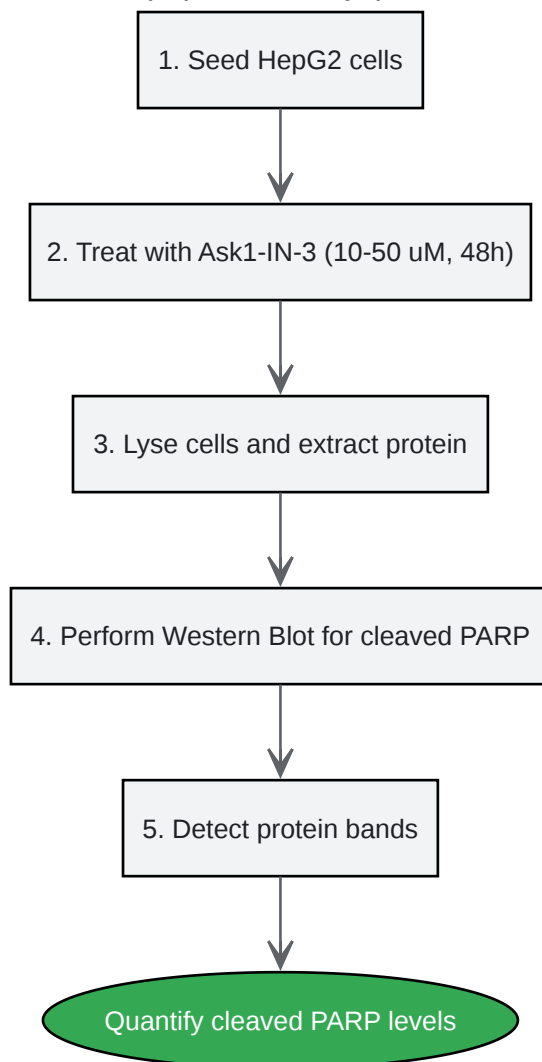 1. Seed HepG2 cells
2. Treat with Ask1-IN-3 (10-50 uM, 48h)
3. Lyse cells and extract protein
4. Perform Western Blot for cleaved PARP
5. Detect protein bands
Quantify cleaved PARP levels